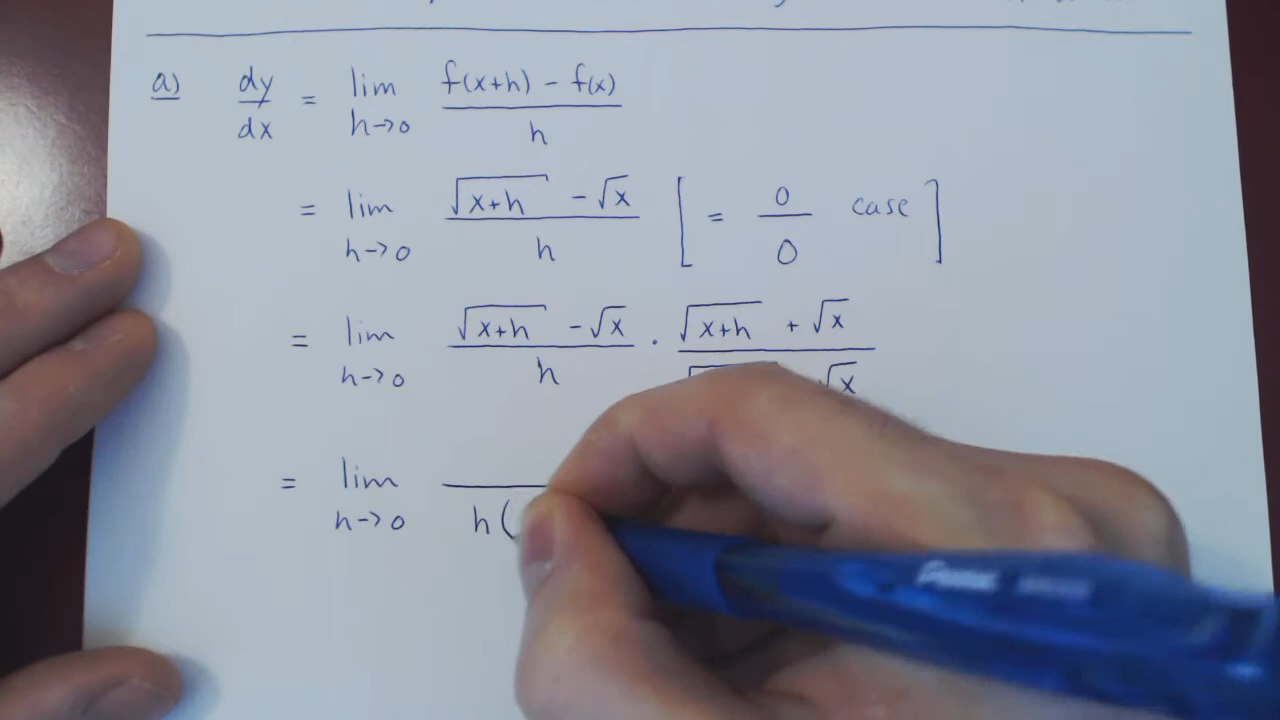 a) dy/dx = lim h→0 (f(x+h) - f(x))/h
= lim h→0 (√(x+h) - √x)/h [ = 0/0 case ]
= lim h→0 (√(x+h) - √x)/h · (√(x+h) + √x)/ √x
= lim h→0 h(